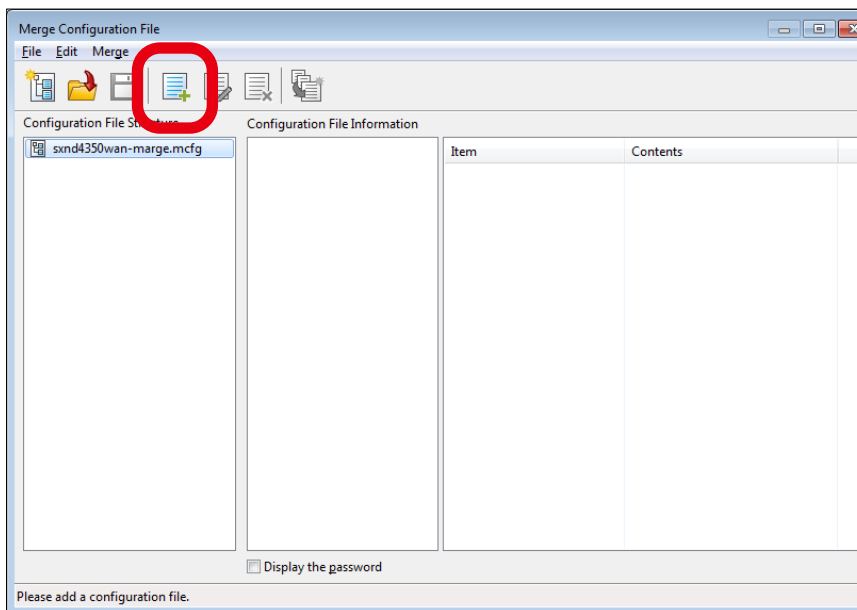 Merge Configuration File
File Edit Merge
Configuration File Structure
Configuration File Information
sxnd4350wan-marge.mcfg
Item
Contents
Display the password
Please add a configuration file.